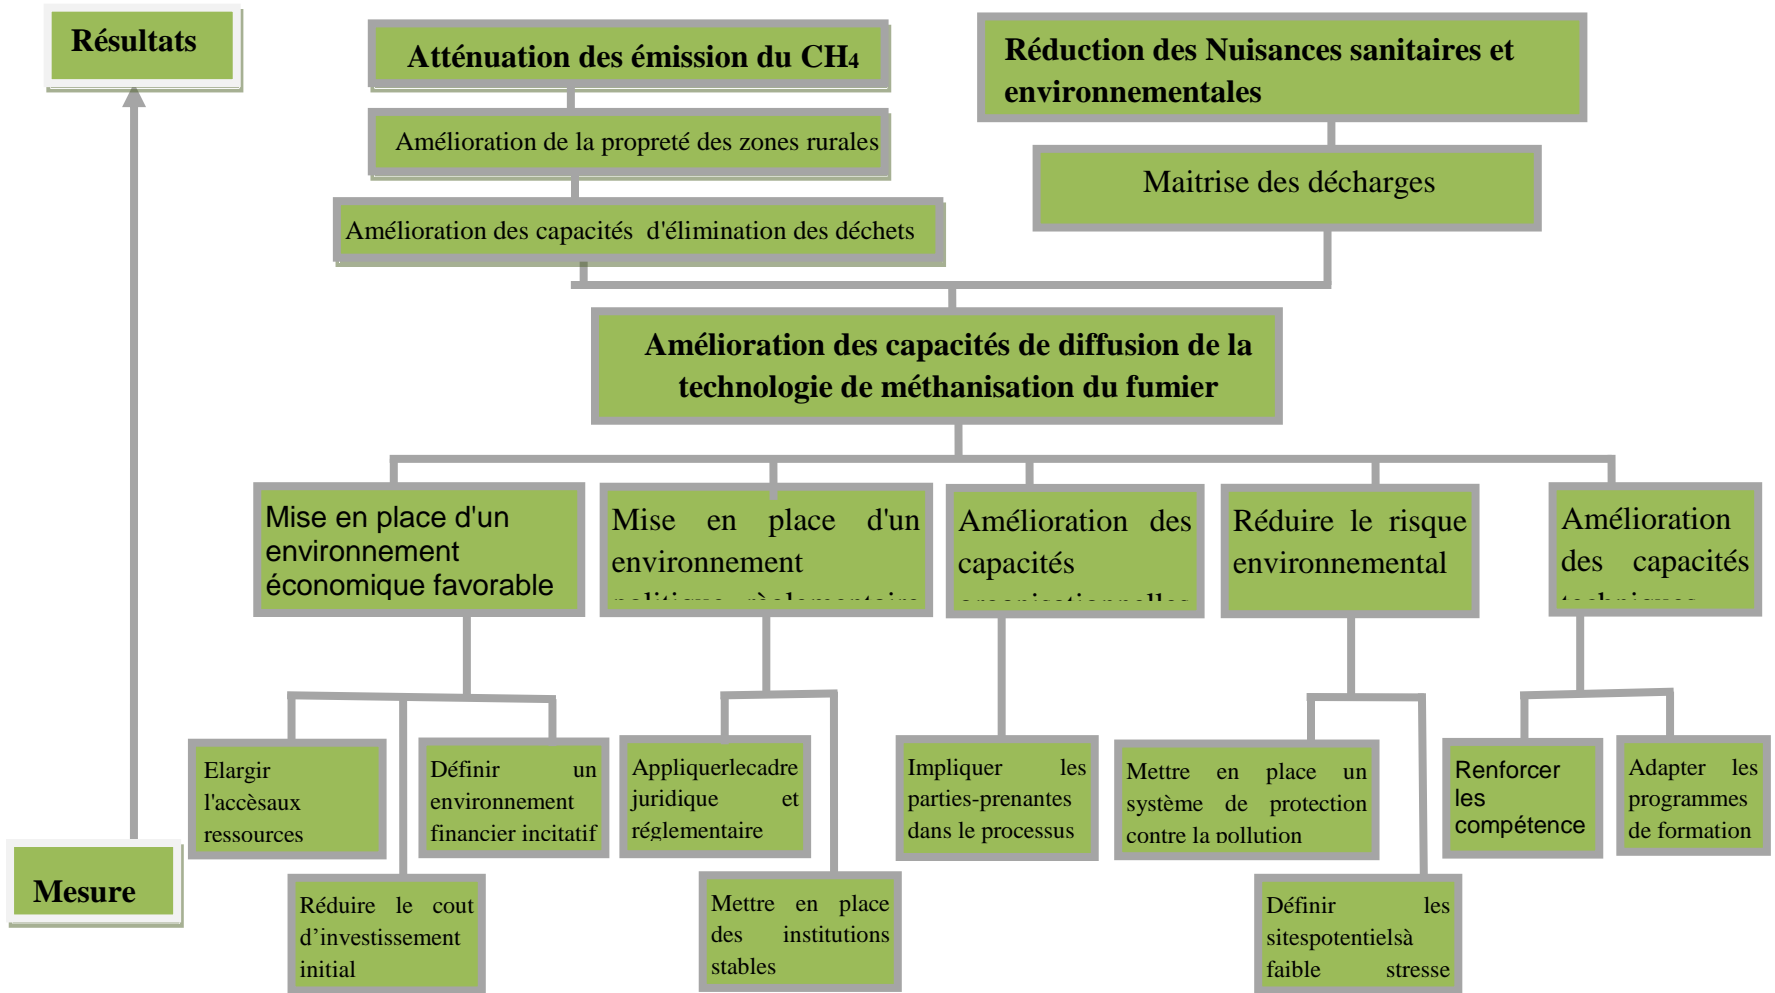 Résultats
Atténuation des émission du CH4
Réduction des Nuisances sanitaires et
environnementales
Amélioration de la propreté des zones rurales
Maitrise des décharges
Amélioration des capacités d'élimination des déchets
Amélioration des capacités de diffusion de la
technologie de méthanisation du fumier
Mise en place d'un
environnement
économique favorable
Mise en place d'un
environnement
politique règlementaire
Amélioration des
capacités
organisationnelles
Réduire le risque
environnemental
Amélioration
des capacités
techniques
Elargir
l'accèsaux
ressources
Définir un
environnement
financier incitatif
Appliquerlecadre
juridique et
réglementaire
Impliquer les
parties-prenantes
dans le processus
Mettre en place un
système de protection
contre la pollution
Renforcer
les
compétence
Adapter les
programmes
de formation
Mesure
Réduire le cout
d’investissement
initial
Mettre en place
des institutions
stables
Définir les
sitespotentielsà
faible stresse